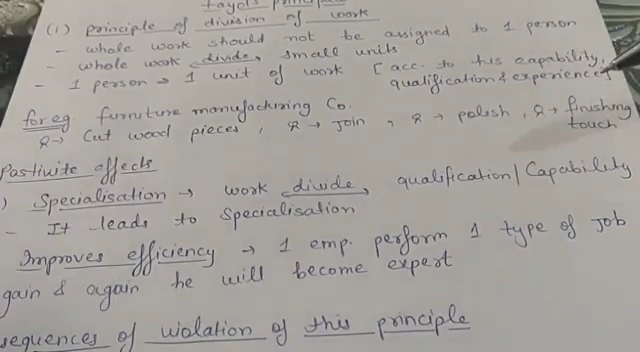 (1) principle of division of work
- whole work should not be assigned to 1 person
- whole work divide, small units
- 1 person → 1 unit of work [acc. to his capability, qualification & experience]
for eg furniture manufacturing Co.
→ Cut wood pieces, → Join, → polish, → finishing touch
Pastivite effects
) Specialisation → work divide, qualification/Capability
- It leads to Specialisation
Improves efficiency → 1 emp. perform 1 type of Job
gain & again he will become expert
sequences of violation of this principle